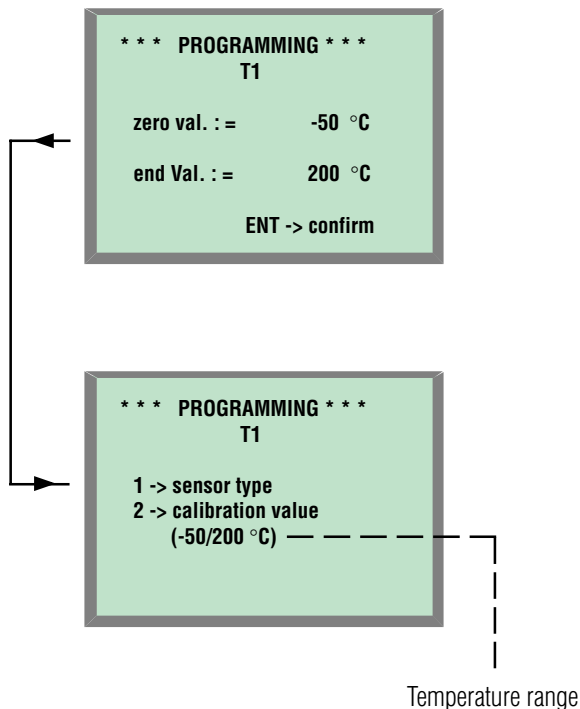 * * * PROGRAMMING * * *
T1
zero val. : = -50 °C
end Val. : = 200 °C
ENT -> confirm
* * * PROGRAMMING * * *
T1
1 -> sensor type
2 -> calibration value
(-50/200 °C)
Temperature range